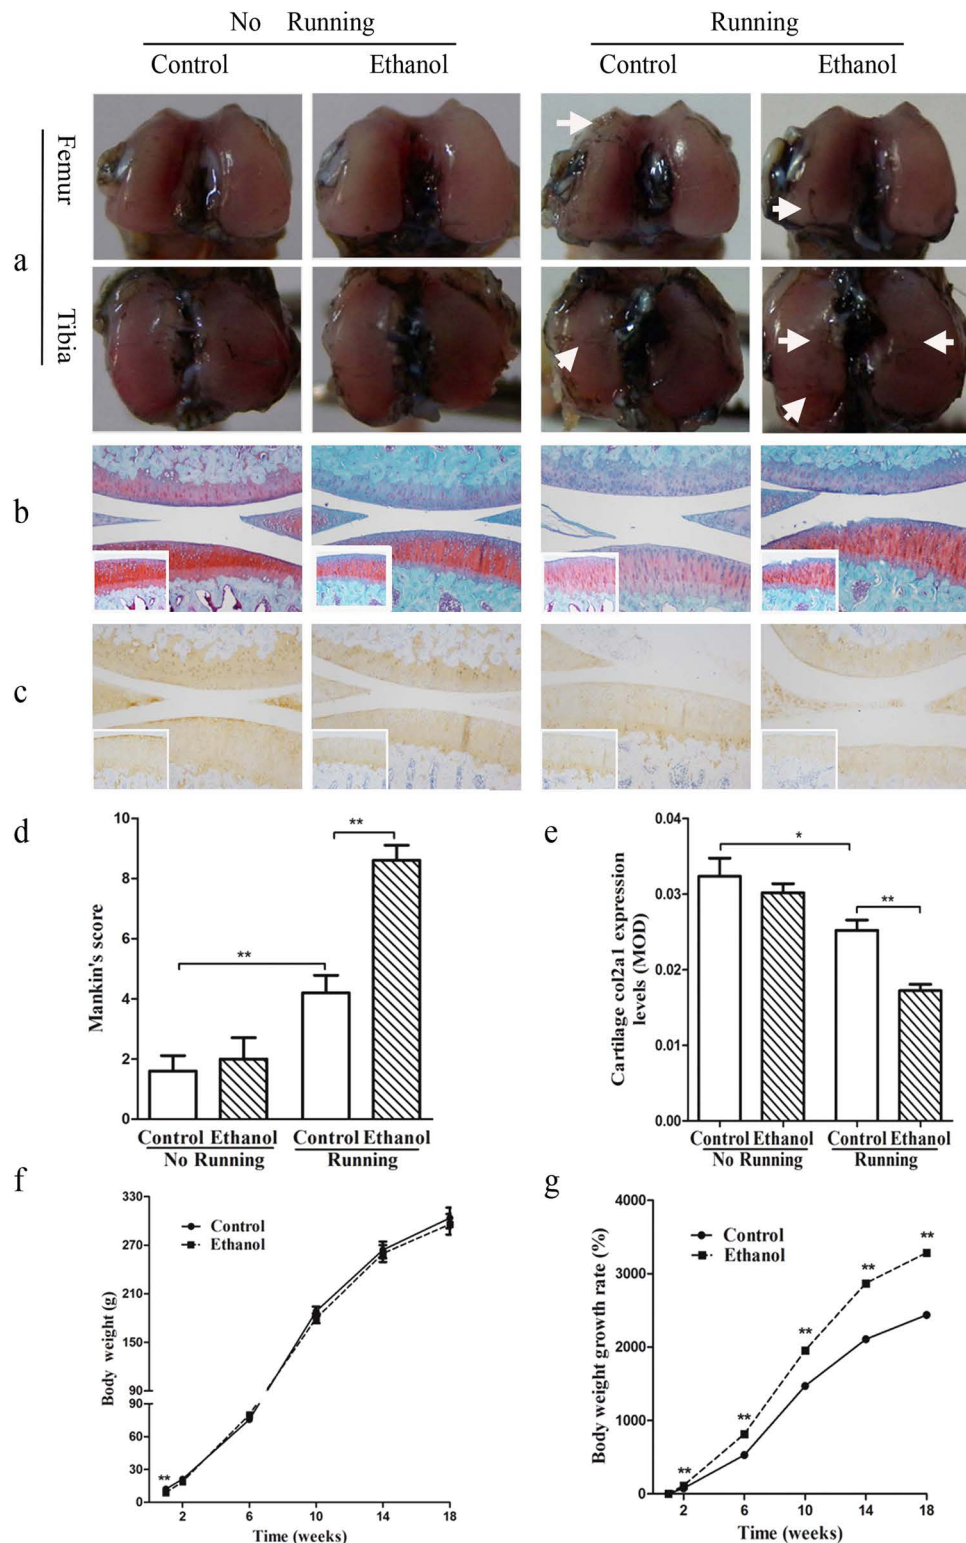 No Running Running
Control Ethanol Control Ethanol
a
Femur
Tibia
b
c
d
Mankin's score
10
8
6
4
2
0
**
**
Control Ethanol Control Ethanol
No Running Running
e
Cartilage col2a1 expression
levels (MOD)
0.04
0.03
0.02
0.01
0.00
*
**
Control Ethanol Control Ethanol
No Running Running
f
Body weight (g)
330
270
210
150
90
90
60
30
0
Control
Ethanol
**
2 6 10 14 18
Time (weeks)
g
Body weight growth rate (%)
4000
3000
2000
1000
0
Control
Ethanol
**
**
**
**
**
2 6 10 14 18
Time (weeks)